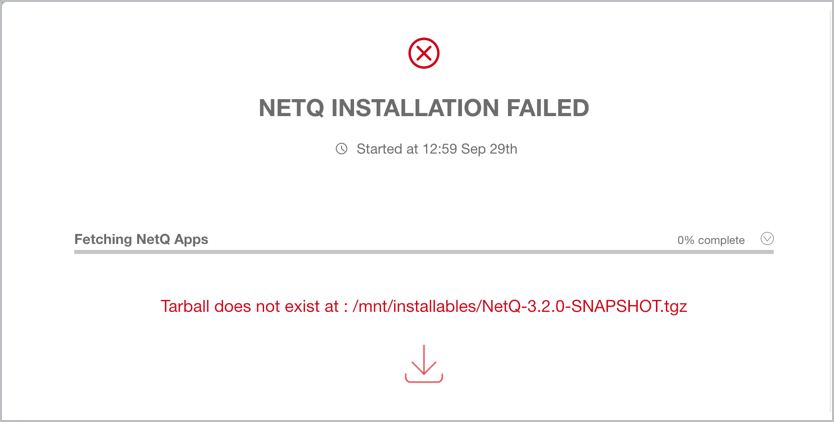 NETQ INSTALLATION FAILED
Started at 12:59 Sep 29th
Fetching NetQ Apps
0% complete
Tarball does not exist at : /mnt/installables/NetQ-3.2.0-SNAPSHOT.tgz